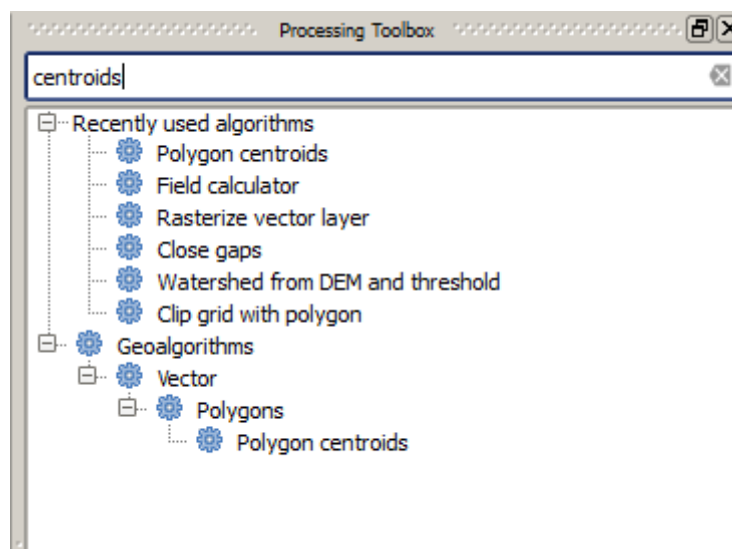 Processing Toolbox
centroids
Recently used algorithms
Polygon centroids
Field calculator
Rasterize vector layer
Close gaps
Watershed from DEM and threshold
Clip grid with polygon
Geoalgorithms
Vector
Polygons
Polygon centroids